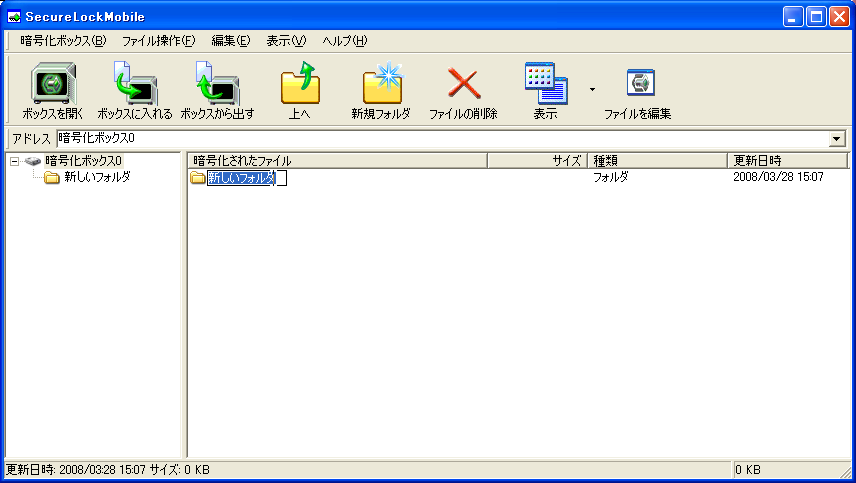 SecureLockMobile
暗号化ボックス(B) ファイル操作(F) 編集(E) 表示(V) ヘルプ(H)
ボックスを開く ボックスに入れる ボックスから出す 上へ 新規フォルダ ファイルの削除 表示 ファイルを編集
アドレス 暗号化ボックス0
暗号化ボックス0 暗号化されたファイル サイズ 種類 更新日時
新しいフォルダ 新しいフォルダ フォルダ 2008/03/28 15:07
更新日時: 2008/03:28 15:07 サイズ: 0 KB 0 KB